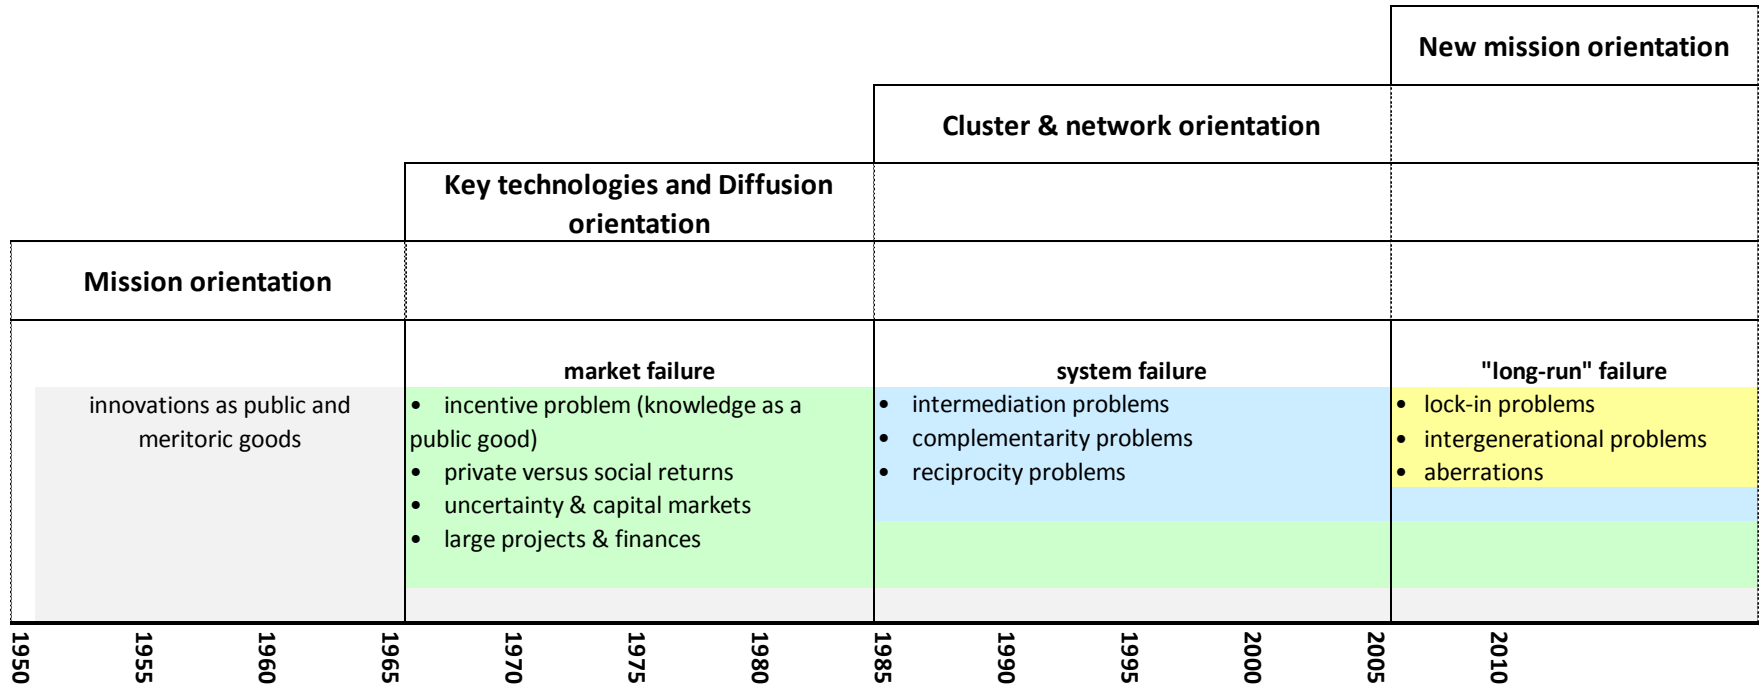 New mission orientation
Cluster & network orientation
Key technologies and Diffusion
orientation
Mission orientation
market failure
system failure
"long-run" failure
innovations as public and
meritoric goods
• incentive problem (knowledge as a
public good)
• private versus social returns
• uncertainty & capital markets
• large projects & finances
• intermediation problems
• complementarity problems
• reciprocity problems
• lock-in problems
• intergenerational problems
• aberrations
1950
1955
1960
1965
1970
1975
1980
1985
1990
1995
2000
2005
2010